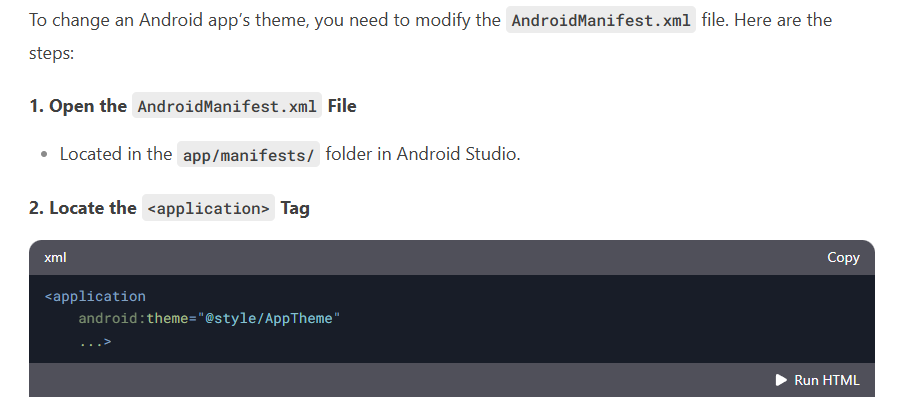 To change an Android app’s theme, you need to modify the AndroidManifest.xml file. Here are the
steps:
1. Open the AndroidManifest.xml File
• Located in the app/manifests/ folder in Android Studio.
2. Locate the <application> Tag
xml Copy
<application
    android:theme="@style/AppTheme"
    ...>
Run HTML